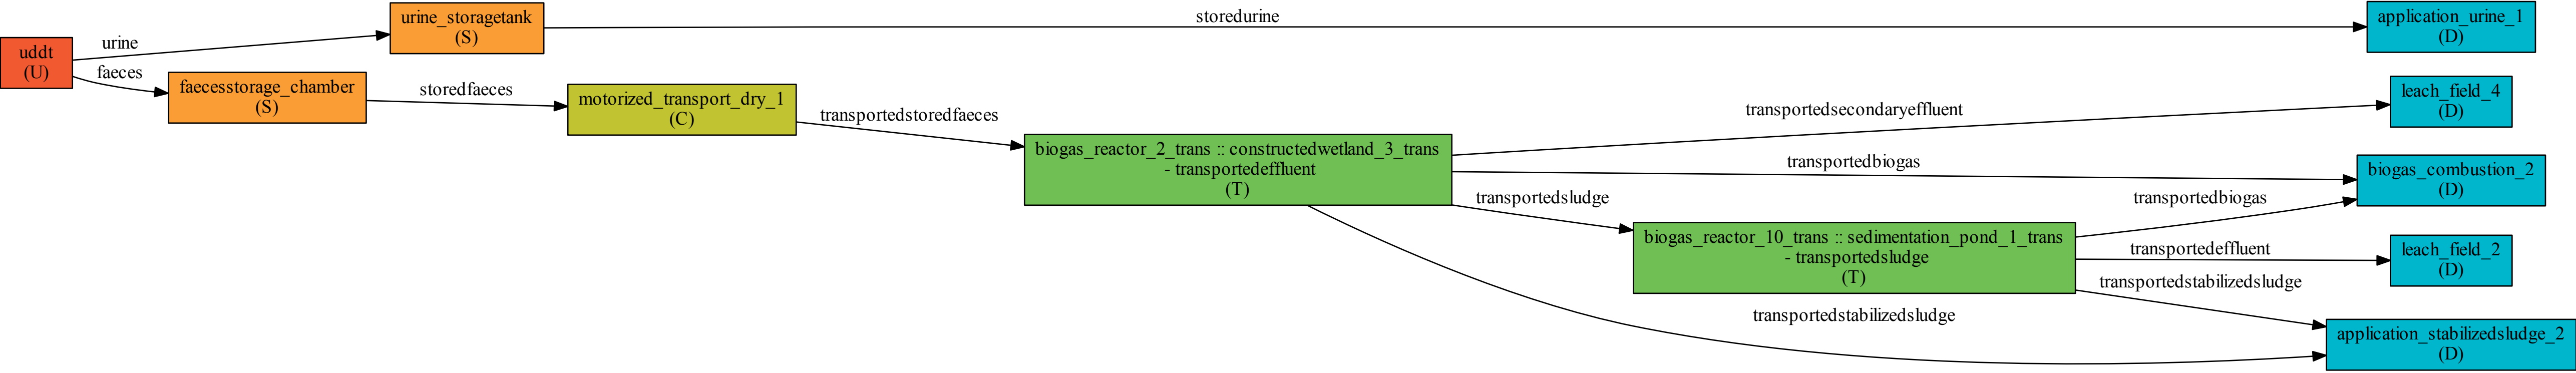 uddt
(U)
urine
faeces
urine_storagetank
(S)
faecesstorage_chamber
(S)
storedurine
storedfaeces
motorized_transport_dry_1
(C)
transportedstoredfaeces
biogas_reactor_2_trans :: constructedwetland_3_trans
- transportedeffluent
(T)
transportedsecondaryeffluent
transportedbiogas
transportedsludge
transportedstabilizedsludge
biogas_reactor_10_trans :: sedimentation_pond_1_trans
- transportedsludge
(T)
transportedbiogas
transportedeffluent
transportedstabilizedsludge
application_urine_1
(D)
leach_field_4
(D)
biogas_combustion_2
(D)
leach_field_2
(D)
application_stabilizedsludge_2
(D)